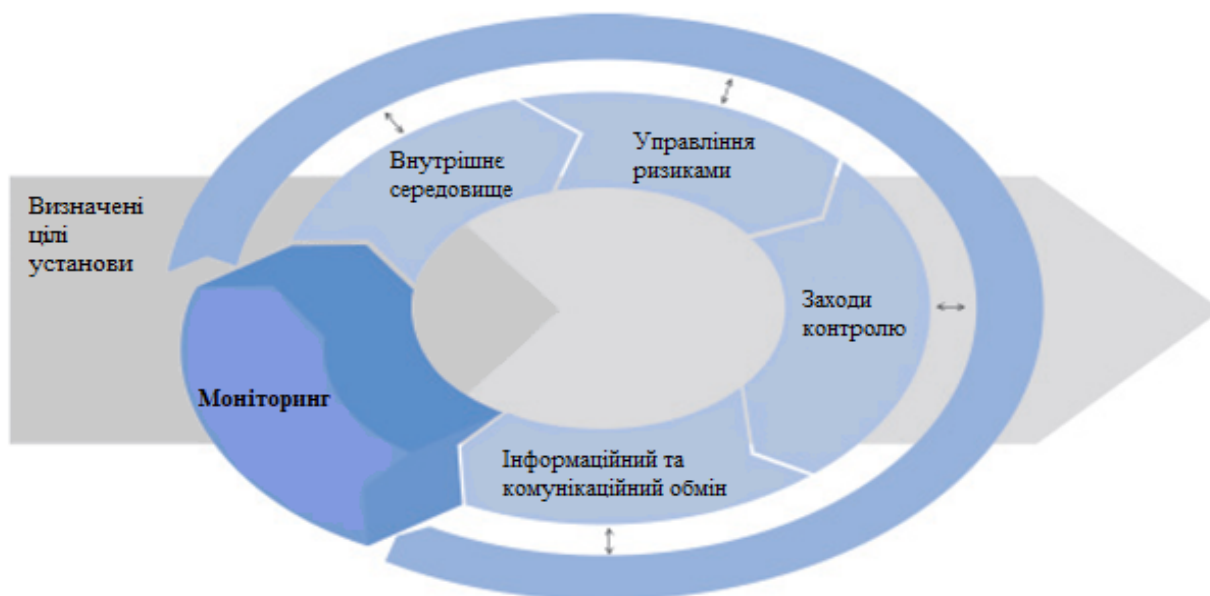 Визначені
цілі
установи
Внутрішнє
середовище
Управління
ризиками
Заходи
контролю
Інформаційний та
комунікаційний обмін
Моніторинг